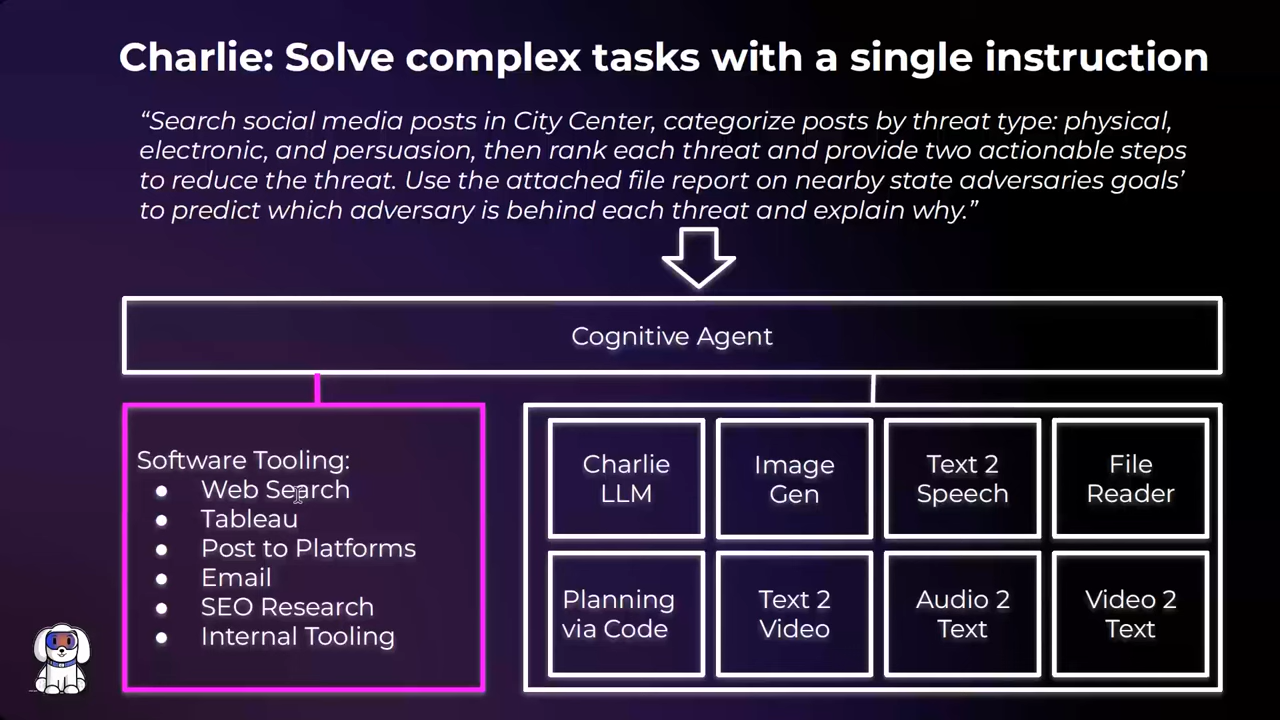 Charlie: Solve complex tasks with a single instruction
“Search social media posts in City Center, categorize posts by threat type: physical,
electronic, and persuasion, then rank each threat and provide two actionable steps
to reduce the threat. Use the attached file report on nearby state adversaries goals’
to predict which adversary is behind each threat and explain why.”
Cognitive Agent
Software Tooling:
● Web Search
● Tableau
● Post to Platforms
● Email
● SEO Research
● Internal Tooling
Charlie
LLM
Image
Gen
Text 2
Speech
File
Reader
Planning
via Code
Text 2
Video
Audio 2
Text
Video 2
Text